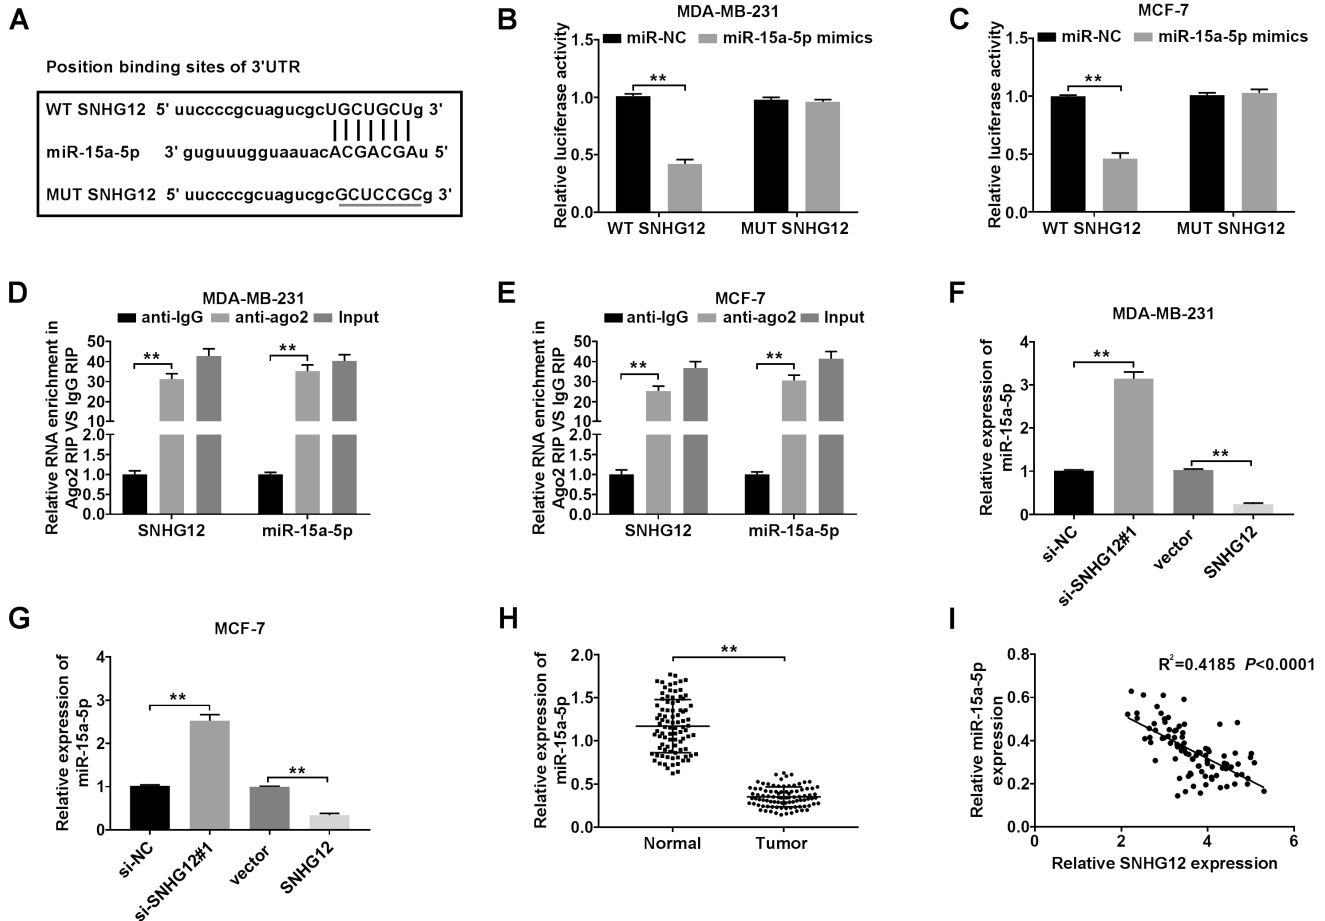 A
Position binding sites of 3'UTR
WT SNHG12 5' uuccccgcuagucgcUGCUGCUg 3'
miR-15a-5p 3' guguuugguaauacACGACGAu 5'
MUT SNHG12 5' uuccccgcuagucgcGCUCCGCg 3'
B
MDA-MB-231
miR-NC miR-15a-5p mimics
Relative luciferase activity
1.5
1.0
0.5
0.0
**
WT SNHG12 MUT SNHG12
C
MCF-7
miR-NC miR-15a-5p mimics
Relative luciferase activity
1.5
1.0
0.5
0.0
**
WT SNHG12 MUT SNHG12
D
MDA-MB-231
anti-IgG anti-ago2 Input
Relative RNA enrichment in
Ago2 RIP VS IgG RIP
50
40
30
20
10
2.0
1.5
1.0
0.5
0.0
** **
SNHG12 miR-15a-5p
E
MCF-7
anti-IgG anti-ago2 Input
Relative RNA enrichment in
Ago2 RIP VS IgG RIP
50
40
30
20
10
2.0
1.5
1.0
0.5
0.0
** **
SNHG12 miR-15a-5p
F
MDA-MB-231
Relative expression of
miR-15a-5p
4
3
2
1
0
** **
si-NC
si-SNHG12#1
vector
SNHG12
G
MCF-7
Relative expression of
miR-15a-5p
4
3
2
1
0
** **
si-NC
si-SNHG12#1
vector
SNHG12
H
Relative expression of
miR-15a-5p
2.0
1.5
1.0
0.5
0.0
**
Normal Tumor
I
R²=0.4185 P<0.0001
Relative miR-15a-5p
expression
0.8
0.6
0.4
0.2
0.0
0 2 4 6
Relative SNHG12 expression